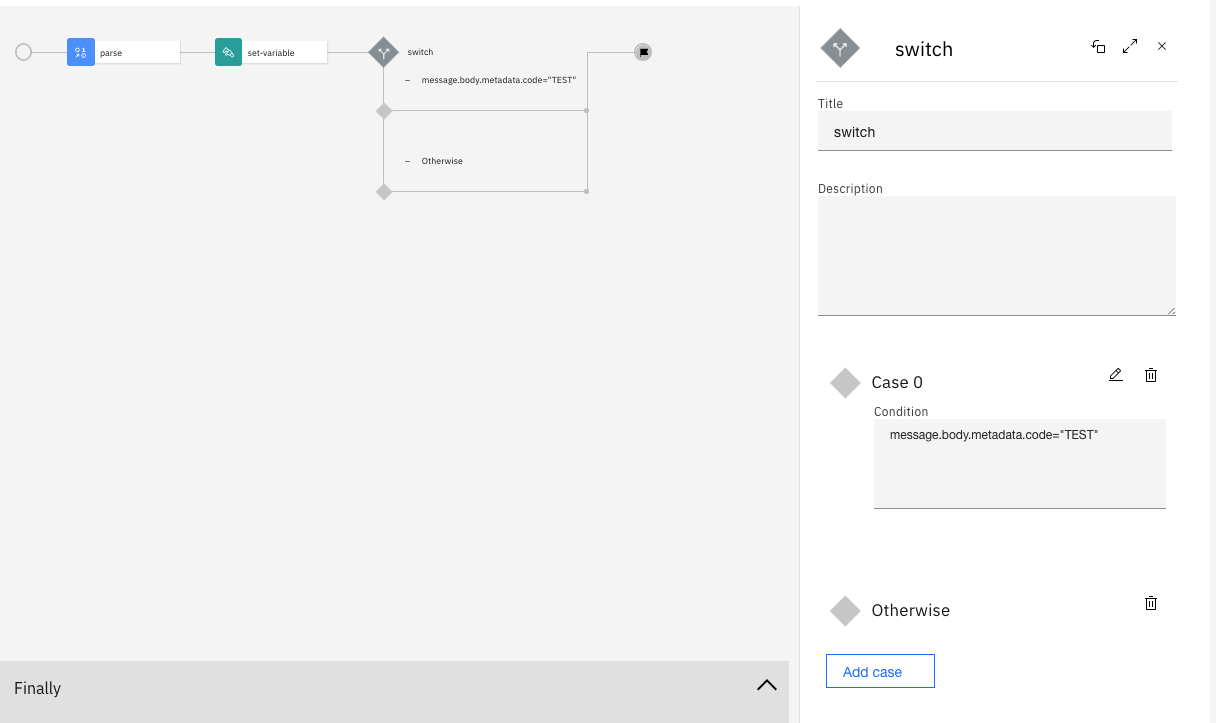 parse
set-variable
switch
– message.body.metadata.code="TEST"
– Otherwise
Finally
switch
Title
switch
Description
Case 0
Condition
message.body.metadata.code="TEST"
Otherwise
Add case